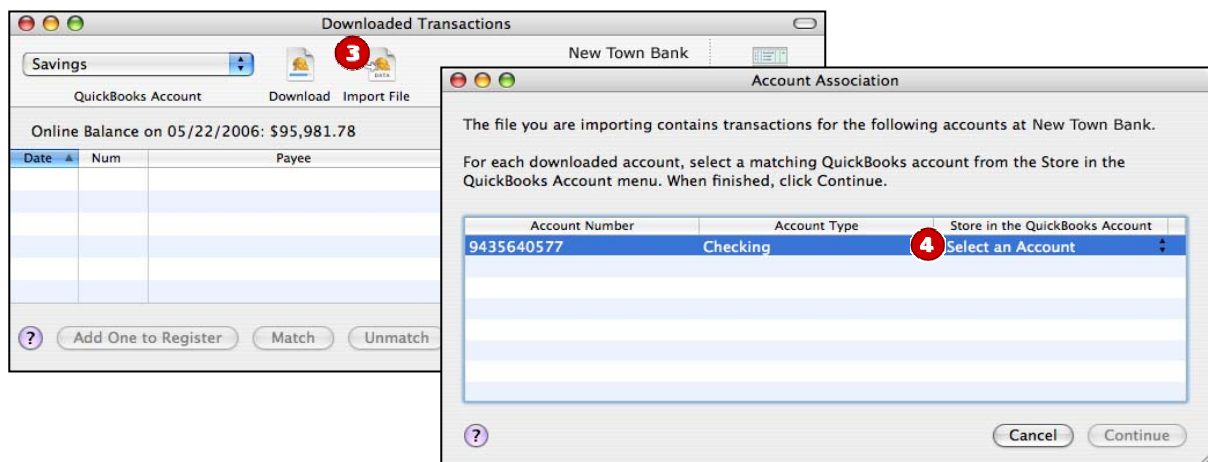 Downloaded Transactions
Savings
3
DATA
New Town Bank
QuickBooks Account
Download
Import File
Online Balance on 05/22/2006: $95,981.78
Date
Num
Payee
? Add One to Register Match Unmatch
Account Association
The file you are importing contains transactions for the following accounts at New Town Bank.
For each downloaded account, select a matching QuickBooks account from the Store in the
QuickBooks Account menu. When finished, click Continue.
Account Number Account Type Store in the QuickBooks Account
9435640577 Checking 4 Select an Account
? Cancel Continue